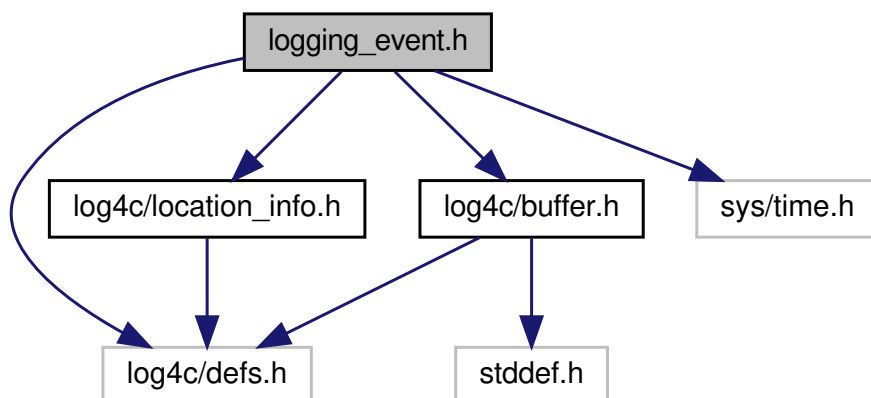 logging_event.h
log4c/location_info.h
log4c/buffer.h
sys/time.h
log4c/defs.h
stddef.h